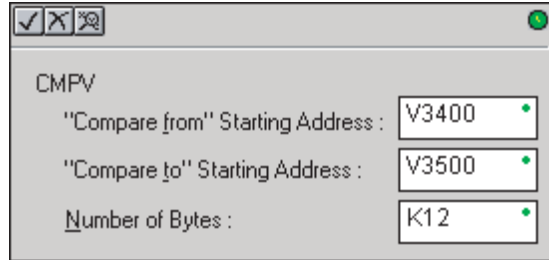 CMPV
"Compare from" Starting Address : V3400
"Compare to" Starting Address : V3500
Number of Bytes : K12